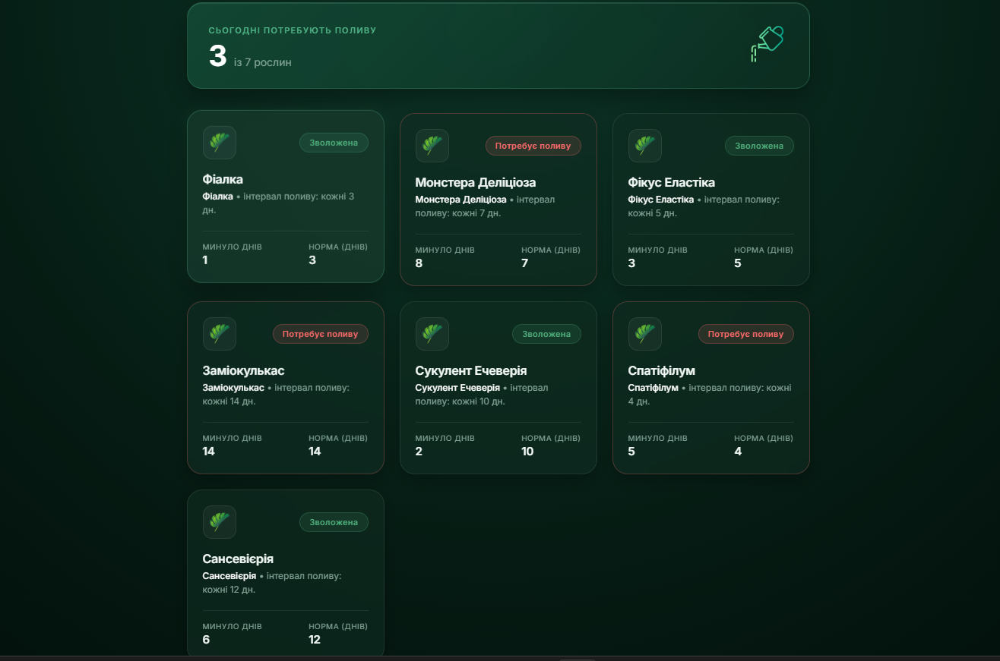 СЬОГОДНІ ПОТРЕБУЮТЬ ПОЛИВУ
3 із 7 рослин
Зволожена
Фіалка
Фіалка • інтервал поливу: кожні 3
дн.
МИНУЛО ДНІВ НОРМА (ДНІВ)
1 3
Потребує поливу
Монстера Деліціоза
Монстера Деліціоза • інтервал
поливу: кожні 7 дн.
МИНУЛО ДНІВ НОРМА (ДНІВ)
8 7
Зволожена
Фікус Еластіка
Фікус Еластіка • інтервал поливу:
кожні 5 дн.
МИНУЛО ДНІВ НОРМА (ДНІВ)
3 5
Потребує поливу
Заміокулькас
Заміокулькас • інтервал поливу:
кожні 14 дн.
МИНУЛО ДНІВ НОРМА (ДНІВ)
14 14
Зволожена
Сукулент Ечеверія
Сукулент Ечеверія • інтервал
поливу: кожні 10 дн.
МИНУЛО ДНІВ НОРМА (ДНІВ)
2 10
Потребує поливу
Спатіфілум
Спатіфілум • інтервал поливу: кожні
4 дн.
МИНУЛО ДНІВ НОРМА (ДНІВ)
5 4
Зволожена
Сансевієрія
Сансевієрія • інтервал поливу:
кожні 12 дн.
МИНУЛО ДНІВ НОРМА (ДНІВ)
6 12